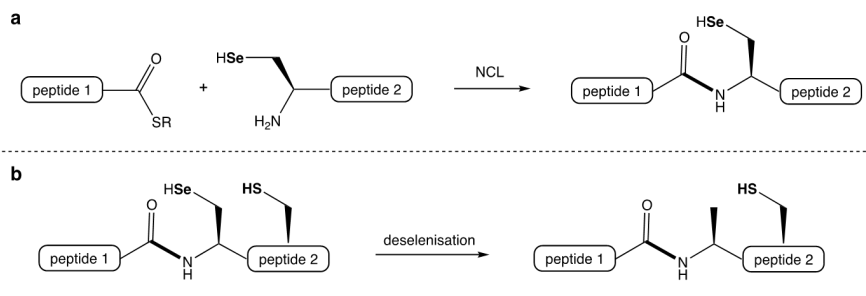 a
HSe
O
peptide 1
SR
+
H₂N
peptide 2
NCL
O
HSe
peptide 1
N
H
peptide 2
b
O
HSe
HS
peptide 1
N
H
peptide 2
deselenisation
O
HS
peptide 1
N
H
peptide 2